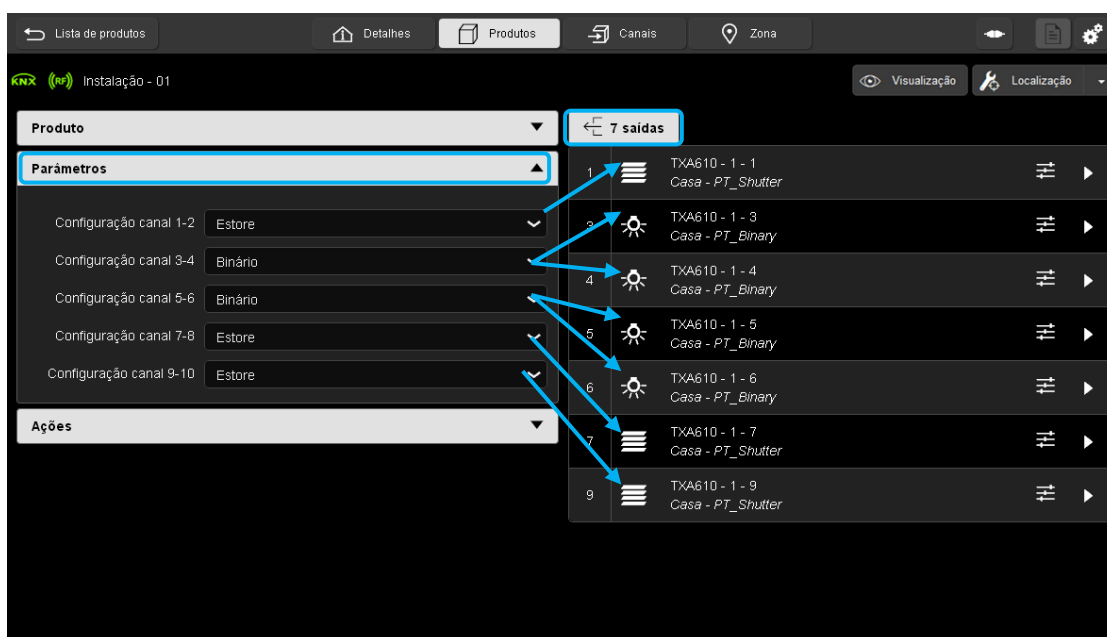 Lista de produtos
Detalhes
Produtos
Canais
Zona
KNX ((RF)) Instalação - 01
Visualização
Localização
Produto
Parâmetros
Configuração canal 1-2 Estore
Configuração canal 3-4 Binário
Configuração canal 5-6 Binário
Configuração canal 7-8 Estore
Configuração canal 9-10 Estore
Ações
7 saídas
1 TXA610 - 1 - 1
Casa - PT_Shutter
3 TXA610 - 1 - 3
Casa - PT_Binary
4 TXA610 - 1 - 4
Casa - PT_Binary
5 TXA610 - 1 - 5
Casa - PT_Binary
6 TXA610 - 1 - 6
Casa - PT_Binary
7 TXA610 - 1 - 7
Casa - PT_Shutter
9 TXA610 - 1 - 9
Casa - PT_Shutter